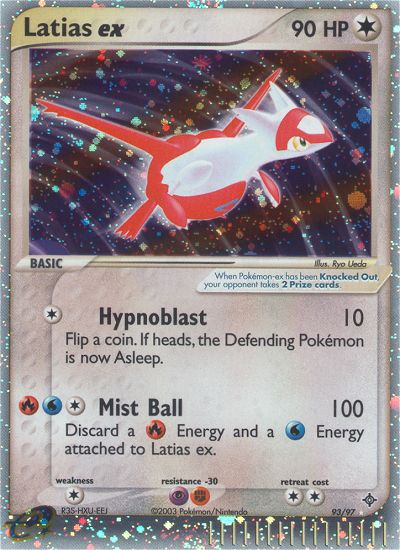 Latias ex 90 HP
BASIC
Illus. Ryo Ueda
When Pokémon-ex has been Knocked Out,
your opponent takes 2 Prize cards.
Hypnoblast 10
Flip a coin. If heads, the Defending Pokémon
is now Asleep.
Mist Ball 100
Discard a Energy and a Energy
attached to Latias ex.
weakness resistance -30 retreat cost
R3S-HXU-EEJ ©2003 Pokémon/Nintendo 93/97
e